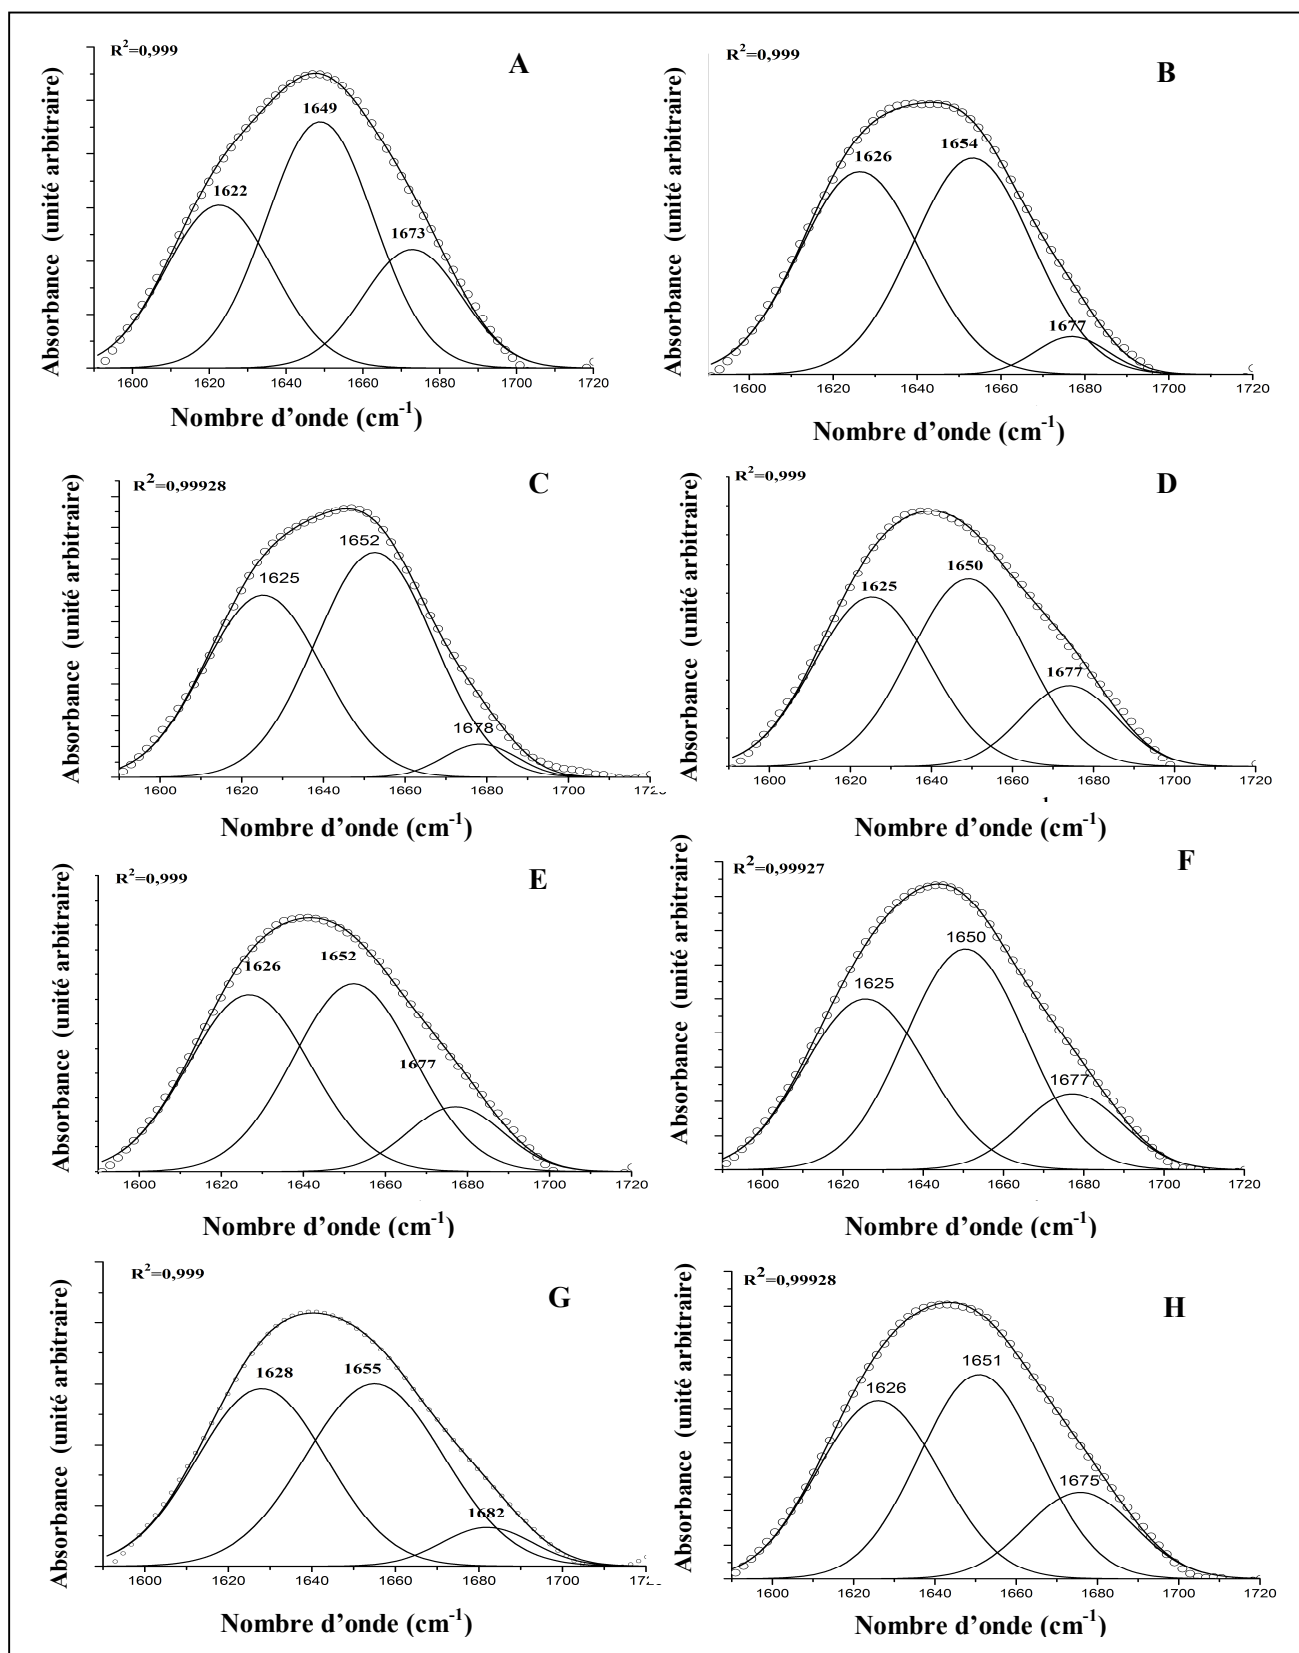 R²=0,999
A
1622
1649
1673
Absorbance (unité arbitraire)
1600 1620 1640 1660 1680 1700 1720
Nombre d’onde (cm⁻¹)
R²=0,999
B
1626
1654
1677
Absorbance (unité arbitraire)
1600 1620 1640 1660 1680 1700 1720
Nombre d’onde (cm⁻¹)
R²=0,99928
C
1625
1652
1678
Absorbance (unité arbitraire)
1600 1620 1640 1660 1680 1700
Nombre d’onde (cm⁻¹)
R²=0,999
D
1625
1650
1677
Absorbance (unité arbitraire)
1600 1620 1640 1660 1680 1700 1720
Nombre d’onde (cm⁻¹)
R²=0,999
E
1626
1652
1677
Absorbance (unité arbitraire)
1600 1620 1640 1660 1680 1700 1720
Nombre d’onde (cm⁻¹)
R²=0,99927
F
1625
1650
1677
Absorbance (unité arbitraire)
1600 1620 1640 1660 1680 1700 1720
Nombre d’onde (cm⁻¹)
R²=0,999
G
1628
1655
1682
Absorbance (unité arbitraire)
1600 1620 1640 1660 1680 1700
Nombre d’onde (cm⁻¹)
R²=0,99928
H
1626
1651
1675
Absorbance (unité arbitraire)
1600 1620 1640 1660 1680 1700 1720
Nombre d’onde (cm⁻¹)